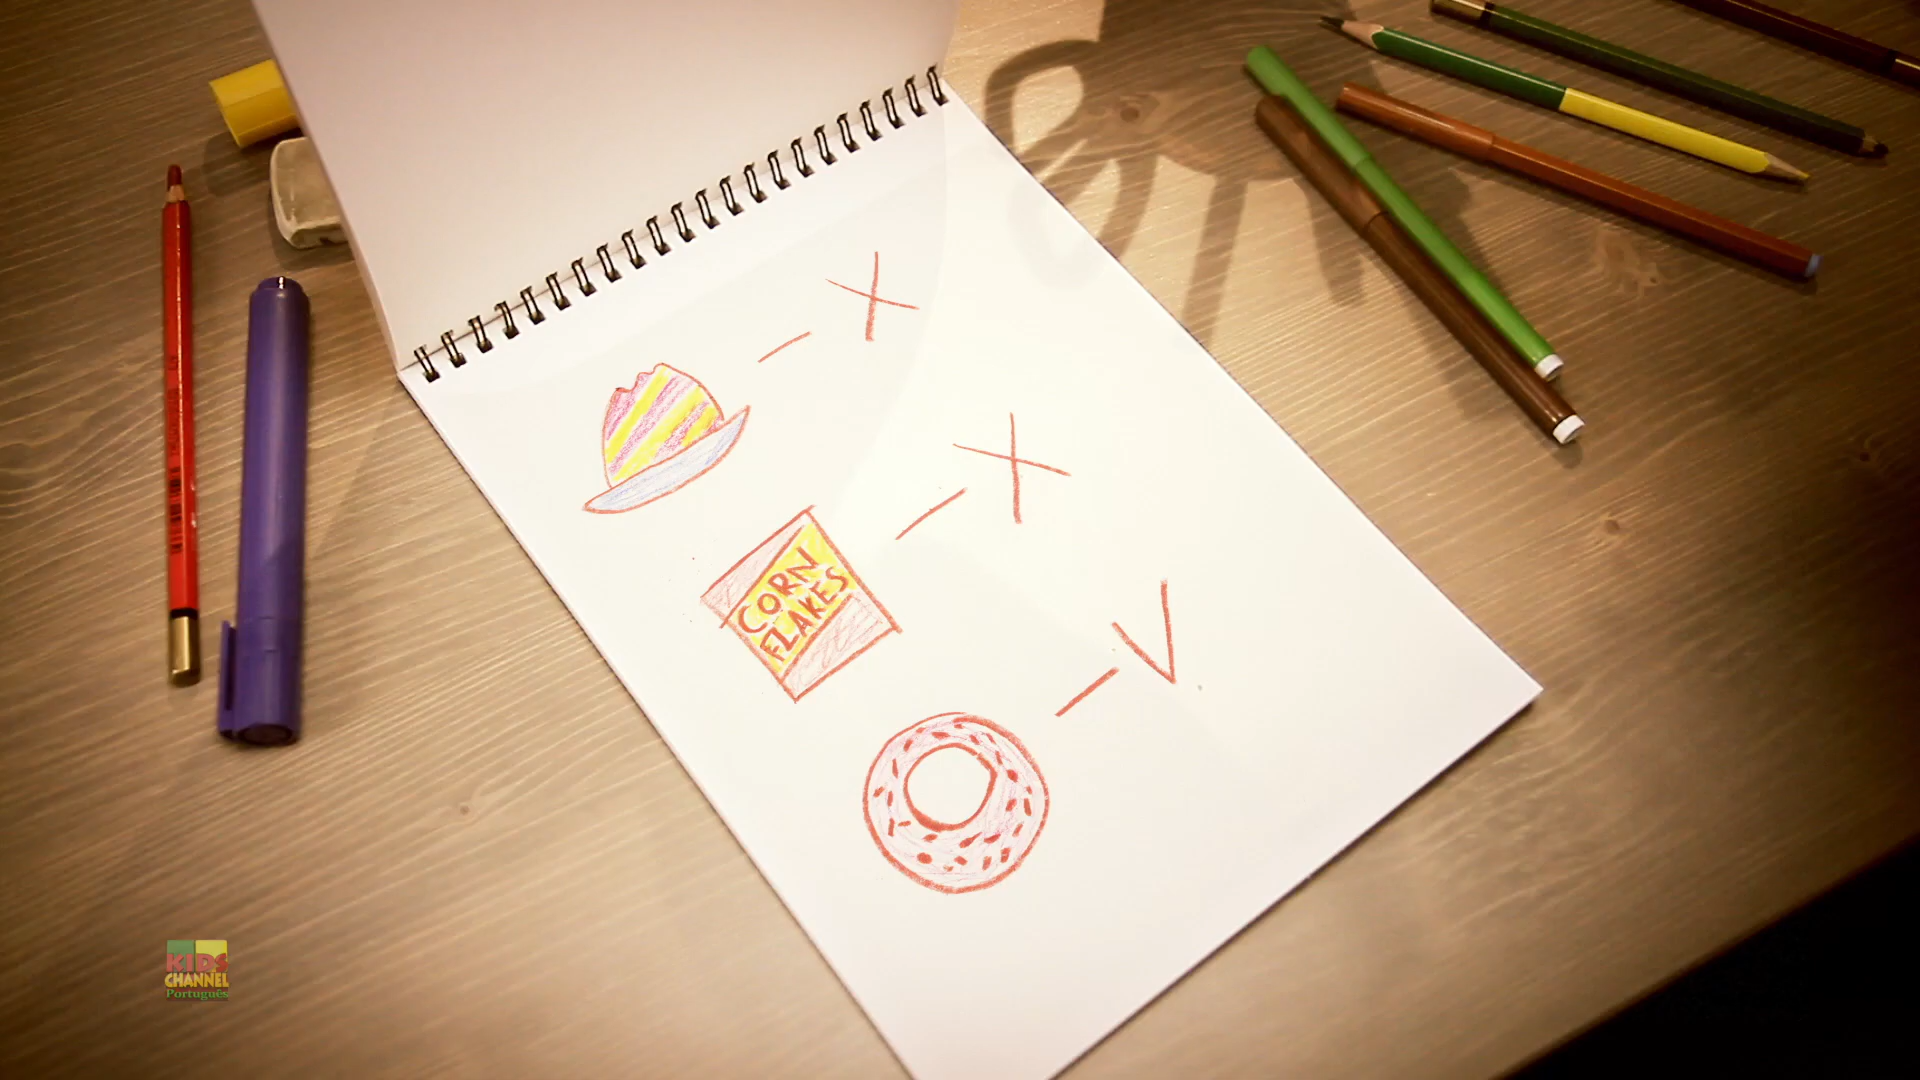 - X
- X
CORN
FLAKES
- V
KIDS
CHANNEL
Português